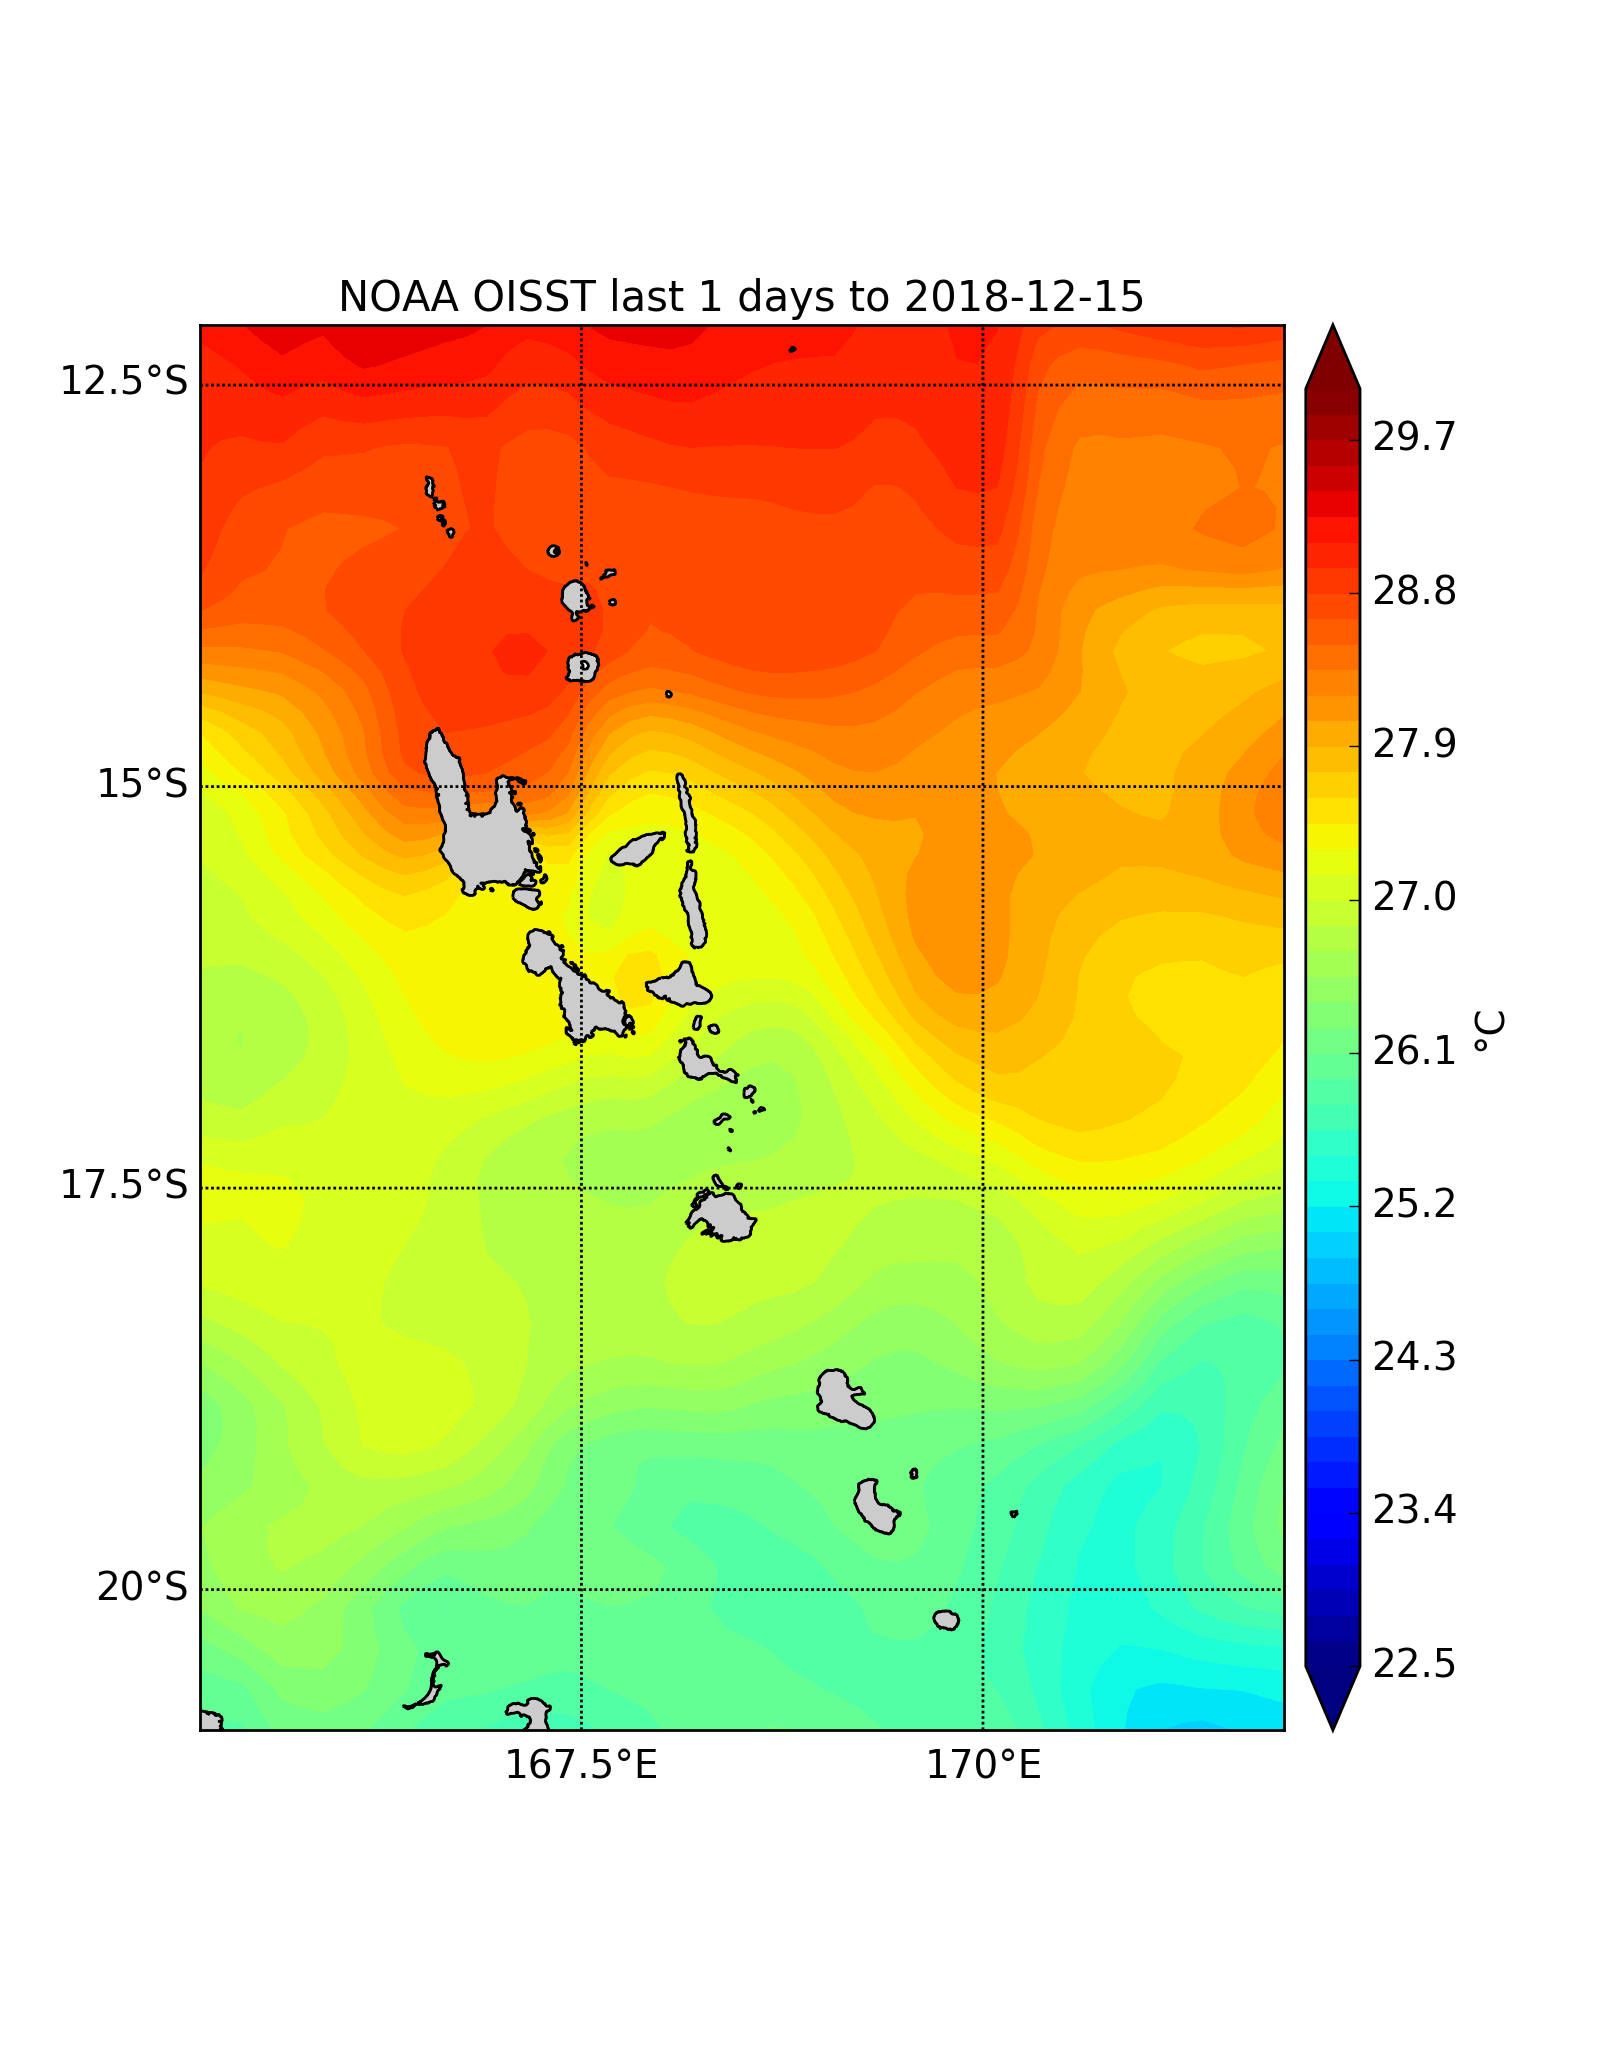 NOAA OISST last 1 days to 2018-12-15
12.5°S
15°S
17.5°S
20°S
167.5°E
170°E
29.7
28.8
27.9
27.0
26.1
25.2
24.3
23.4
22.5
°C